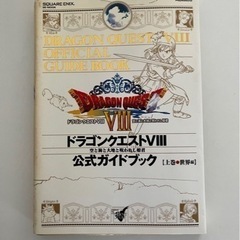 SQUARE ENIX
DRAGON QUEST VIII
OFFICIAL
GUIDE BOOK
DRAGON QUEST
VIII
ドラゴンクエストVIII
空と海と大地と呪われし姫君
公式ガイドブック
[上巻●世界編]